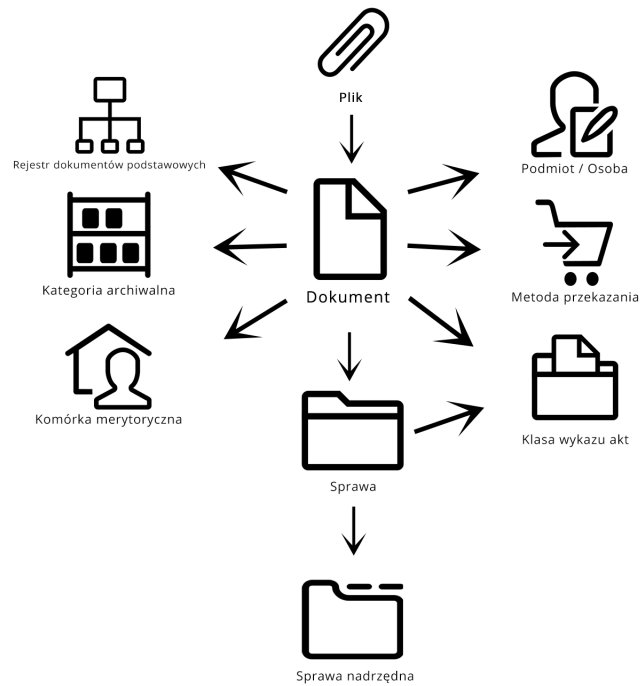 Plik
Rejestr dokumentów podstawowych
Podmiot / Osoba
Kategoria archiwalna
Dokument
Metoda przekazania
Komórka merytoryczna
Klasa wykazu akt
Sprawa
Sprawa nadrzędna